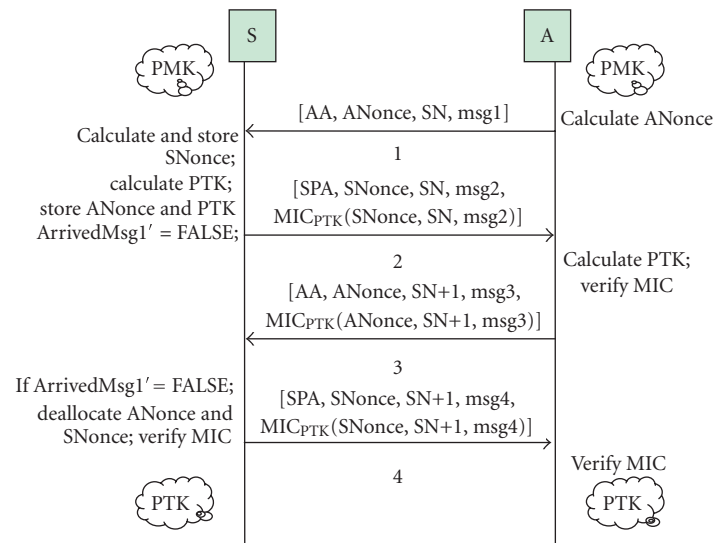 S
A
PMK
PMK
[AA, ANonce, SN, msg1]
Calculate ANonce
1
Calculate and store
SNonce;
calculate PTK;
store ANonce and PTK
ArrivedMsg1′ = FALSE;
[SPA, SNonce, SN, msg2,
MICPTK(SNonce, SN, msg2)]
2
Calculate PTK;
verify MIC
[AA, ANonce, SN+1, msg3,
MICPTK(ANonce, SN+1, msg3)]
3
If ArrivedMsg1′ = FALSE;
deallocate ANonce and
SNonce; verify MIC
[SPA, SNonce, SN+1, msg4,
MICPTK(SNonce, SN+1, msg4)]
4
Verify MIC
PTK
PTK